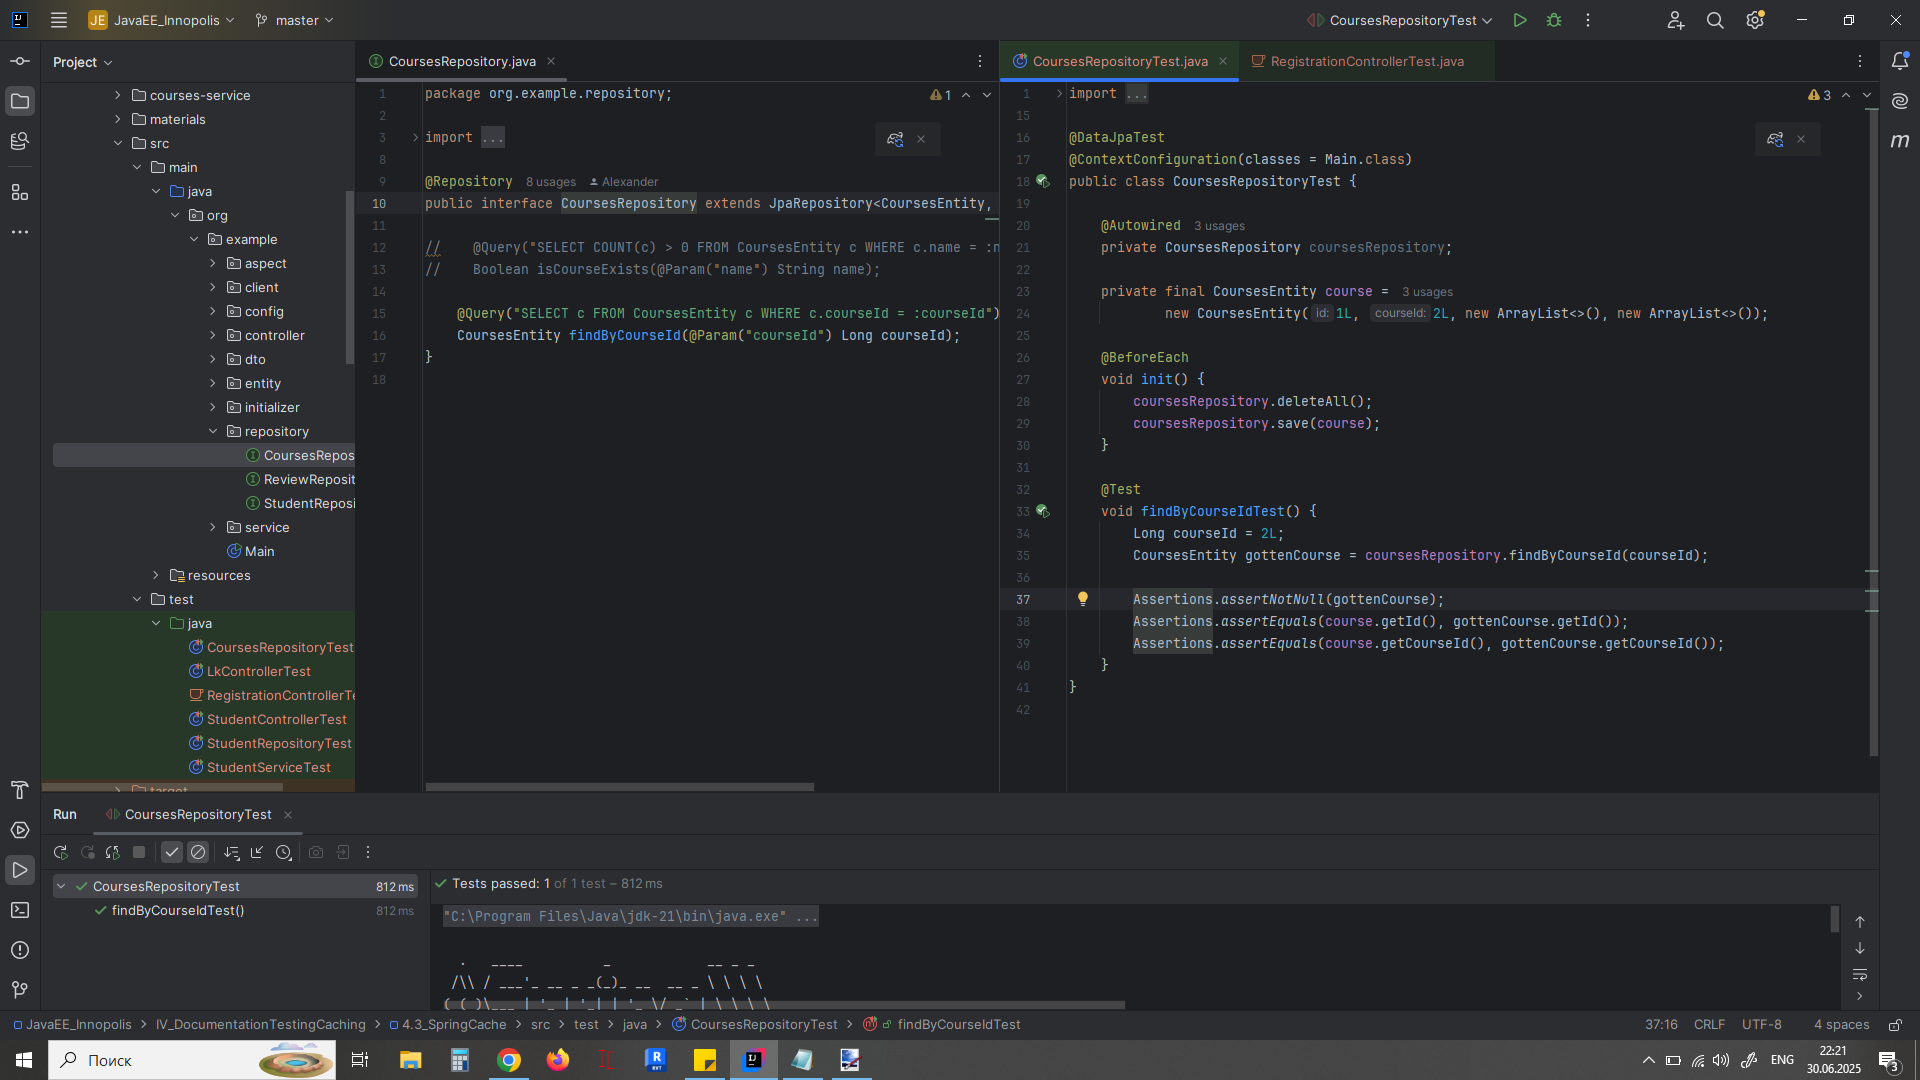 JE JavaEE_Innopolis master CoursesRepositoryTest
Project
courses-service
materials
src
main
java
org
example
aspect
client
config
controller
dto
entity
initializer
repository
CoursesRepos
ReviewReposit
StudentReposi
service
Main
resources
test
java
CoursesRepositoryTest
LkControllerTest
RegistrationControllerTe
StudentControllerTest
StudentRepositoryTest
StudentServiceTest
target
CoursesRepository.java
1 package org.example.repository;
2
3 import ...
8
9 @Repository 8 usages Alexander
10 public interface CoursesRepository extends JpaRepository<CoursesEntity,
11
12 // @Query("SELECT COUNT(c) > 0 FROM CoursesEntity c WHERE c.name = :n
13 // Boolean isCourseExists(@Param("name") String name);
14
15 @Query("SELECT c FROM CoursesEntity c WHERE c.courseId = :courseId")
16 CoursesEntity findByCourseId(@Param("courseId") Long courseId);
17 }
18
1
CoursesRepositoryTest.java RegistrationControllerTest.java
1 import ...
15
16 @DataJpaTest
17 @ContextConfiguration(classes = Main.class)
18 public class CoursesRepositoryTest {
19
20 @Autowired 3 usages
21 private CoursesRepository coursesRepository;
22
23 private final CoursesEntity course = 3 usages
24 new CoursesEntity( id: 1L, courseId: 2L, new ArrayList<>(), new ArrayList<>());
25
26 @BeforeEach
27 void init() {
28 coursesRepository.deleteAll();
29 coursesRepository.save(course);
30 }
31
32 @Test
33 void findByCourseIdTest() {
34 Long courseId = 2L;
35 CoursesEntity gottenCourse = coursesRepository.findByCourseId(courseId);
36
37 Assertions.assertNotNull(gottenCourse);
38 Assertions.assertEquals(course.getId(), gottenCourse.getId());
39 Assertions.assertEquals(course.getCourseId(), gottenCourse.getCourseId());
40 }
41 }
42
3
Run CoursesRepositoryTest
CoursesRepositoryTest 812 ms
findByCourseIdTest() 812 ms
Tests passed: 1 of 1 test – 812 ms
"C:\Program Files\Java\jdk-21\bin\java.exe" ...
JavaEE_Innopolis > IV_DocumentationTestingCaching > 4.3_SpringCache > src > test > java > CoursesRepositoryTest > findByCourseIdTest
37:16 CRLF UTF-8 4 spaces
Поиск
ENG
22:21
30.06.2025
3